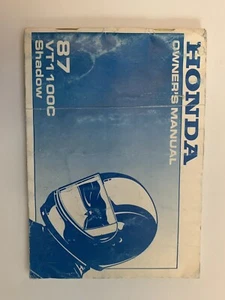 HONDA
OWNER'S MANUAL
87
VT1100C
Shadow